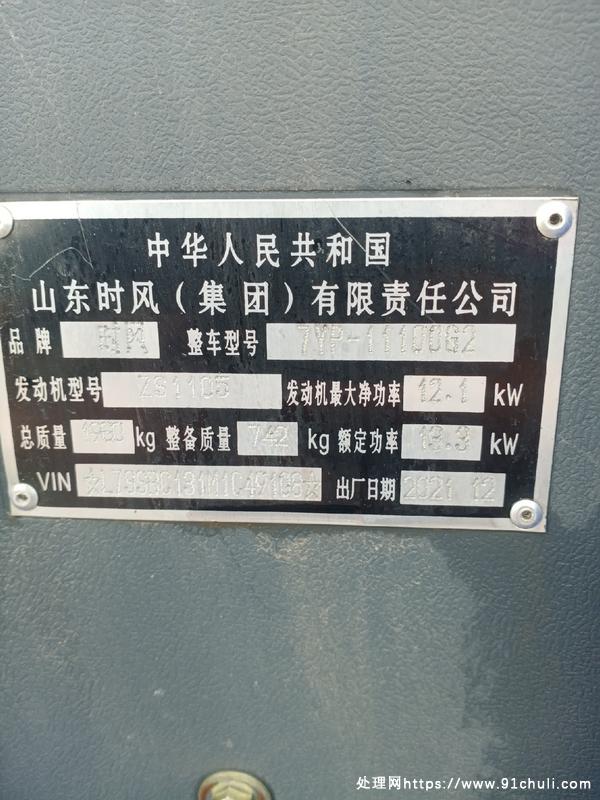 中华人民共和国
山东时风（集团）有限责任公司
品牌 时风 整车型号 7YP-11100G2
发动机型号 ZS1105 发动机最大净功率 12.1 kW
总质量 kg 整备质量 742 kg 额定功率 13.3 kW
VIN 出厂日期 2021.12
处理网https://www.91chuli.com